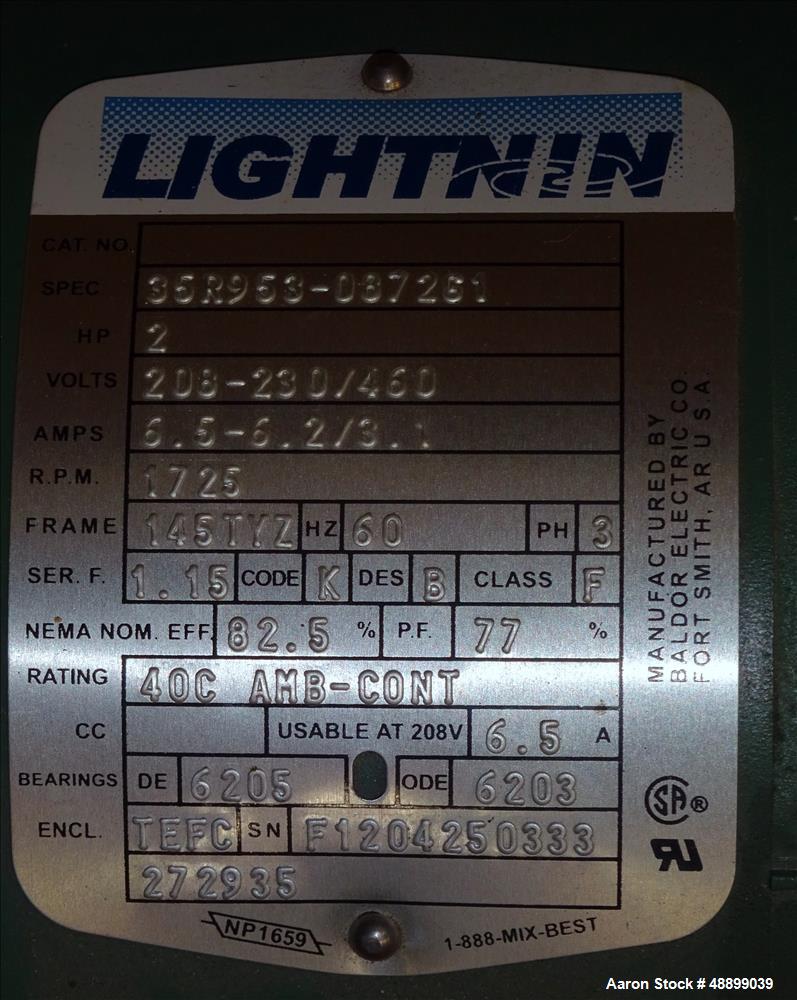 LIGHTNIN
CAT. NO.
SPEC 35R953-0872G1
HP 2
VOLTS 208-230/460
AMPS 6.5-6.2/3.1
R.P.M. 1725
FRAME 145TYZ HZ 60 PH 3
SER. F. 1.15 CODE K DES B CLASS F
NEMA NOM. EFF. 82.5 % P.F. 77 %
RATING 40C AMB-CONT
CC USABLE AT 208V 6.5 A
BEARINGS DE 6205 ODE 6203
ENCL. TEFC SN F1204250333
272935
NP1659
1-888-MIX-BEST
MANUFACTURED BY
BALDOR ELECTRIC CO.
FORT SMITH, AR U.S.A.
SA ®
RU
Aaron Stock # 48899039